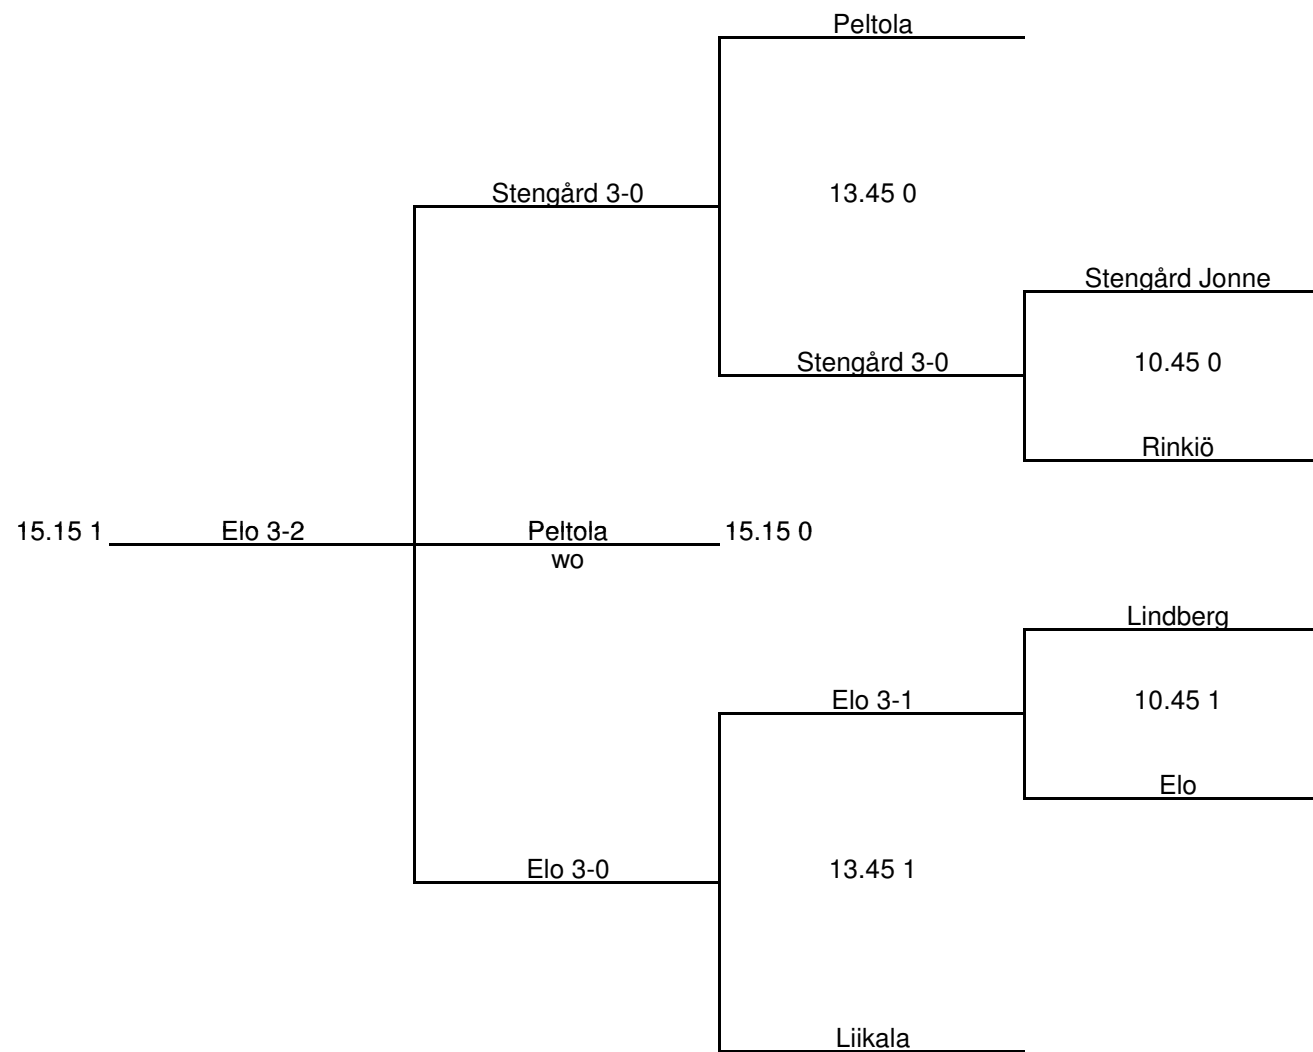 Peltola
Stengård 3-0
13.45 0
Stengård Jonne
Stengård 3-0
10.45 0
Rinkiö
15.15 1
Elo 3-2
Peltola
15.15 0
wo
Lindberg
Elo 3-1
10.45 1
Elo
Elo 3-0
13.45 1
Liikala